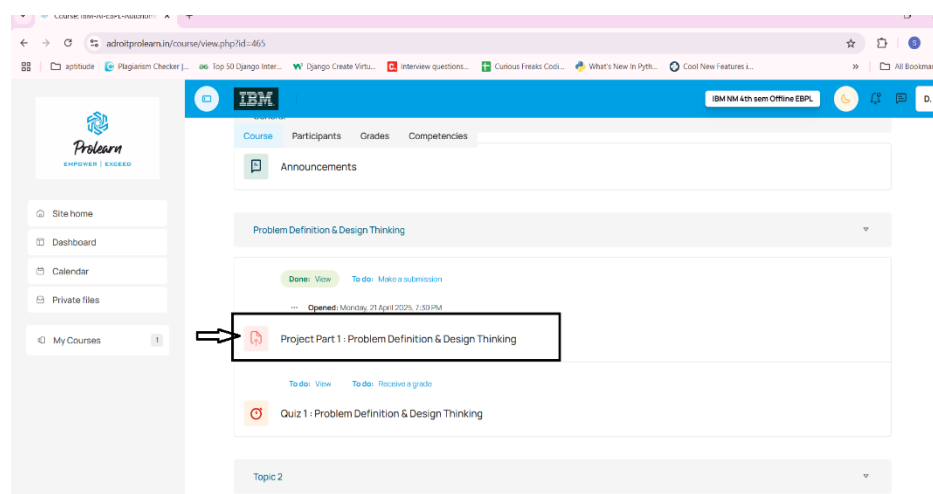 adroitprolearn.in/course/view.php?id=465
aptitude
Plagiarism Checker |...
Top 50 Django Inter...
Django Create Virtu...
Interview questions...
Curious Freaks Codi...
What's New In Pyth...
Cool New Features i...
»
All Bookmar
IBM
IBM NM 4th sem Offline EBPL
D.
Prolearn
EMPOWER | EXCEED
Course
Participants
Grades
Competencies
Announcements
Site home
Dashboard
Calendar
Private files
My Courses
1
Problem Definition & Design Thinking
Done: View
To do: Make a submission
Opened: Monday, 21 April 2025, 7:30 PM
Project Part 1 : Problem Definition & Design Thinking
To do: View
To do: Receive a grade
Quiz 1 : Problem Definition & Design Thinking
Topic 2